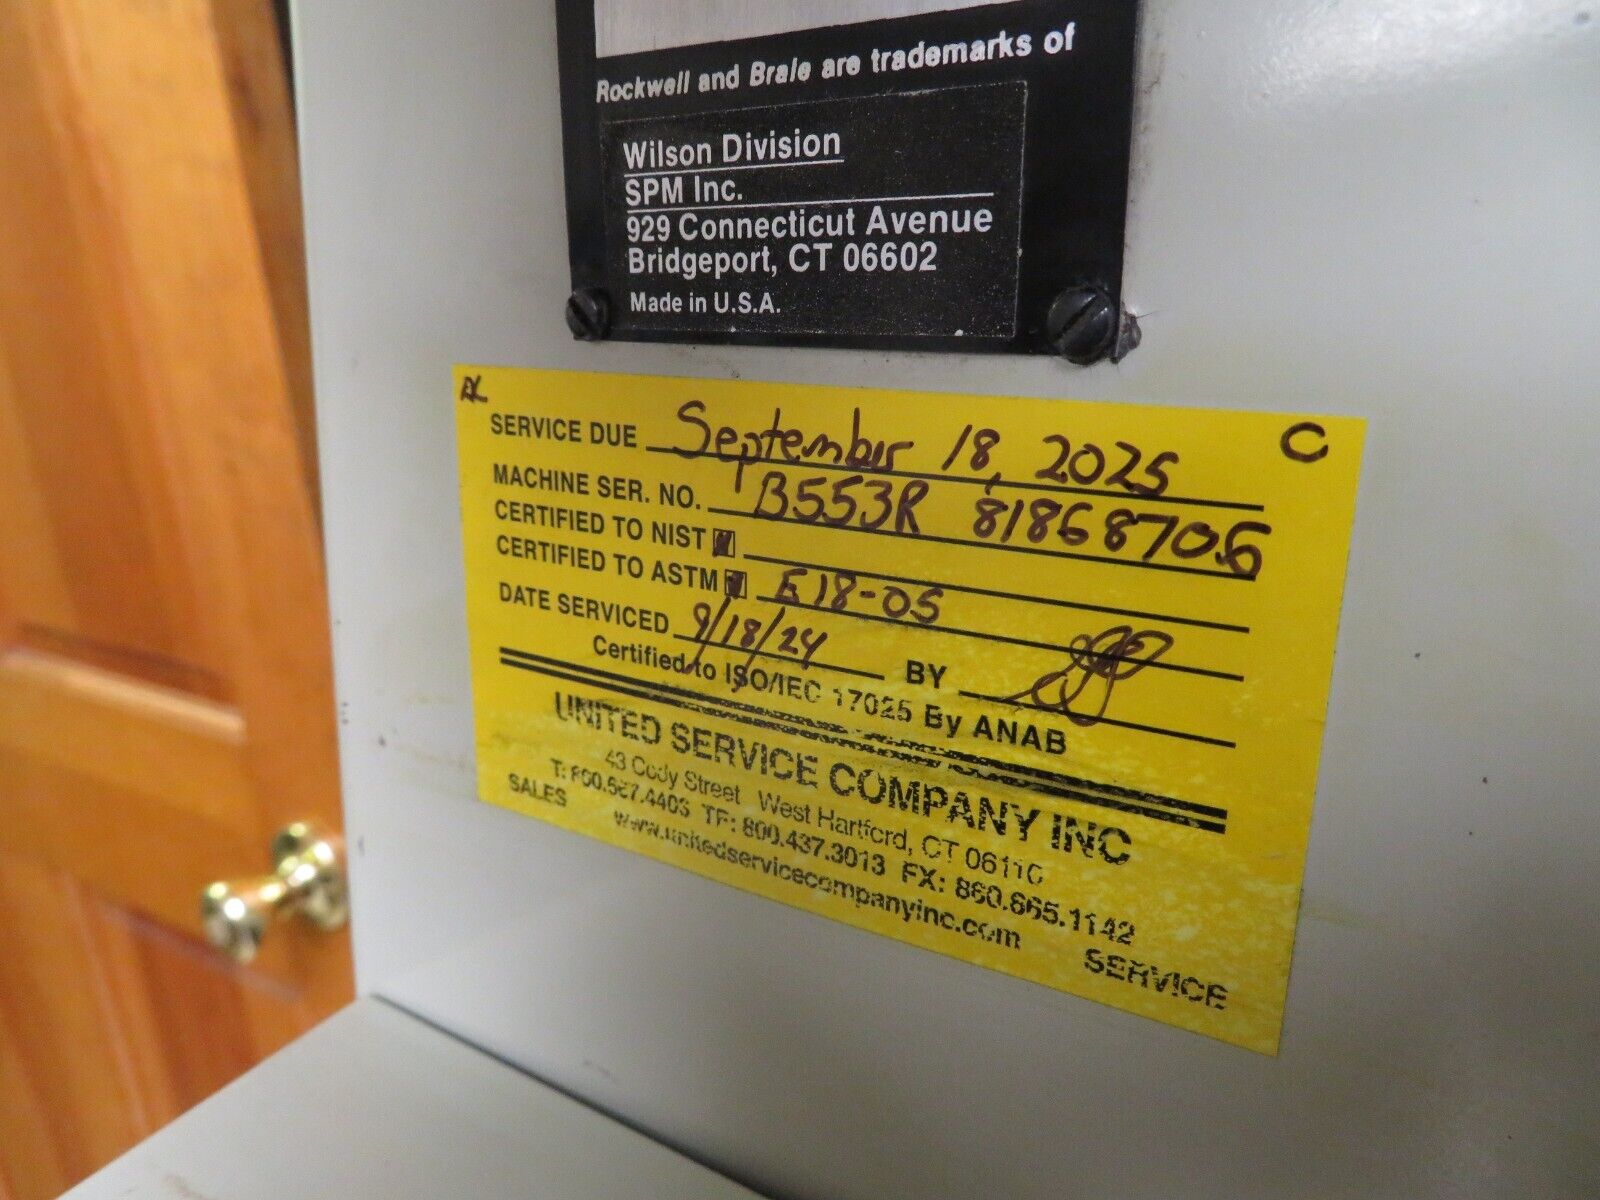 Rockwell and Brale are trademarks of
Wilson Division
SPM Inc.
929 Connecticut Avenue
Bridgeport, CT 06602
Made in U.S.A.
C
SERVICE DUE September 18, 2025
MACHINE SER. NO. B553R 81868706
CERTIFIED TO NIST
CERTIFIED TO ASTM E18-05
DATE SERVICED 9/18/24 BY
Certified to ISO/IEC 17025 By ANAB
UNITED SERVICE COMPANY INC
43 Cody Street West Hartford, CT 06110
T: 860.667.4403 TF: 800.437.3013 FX: 860.665.1142
SALES www.unitedservicecompanyinc.com SERVICE